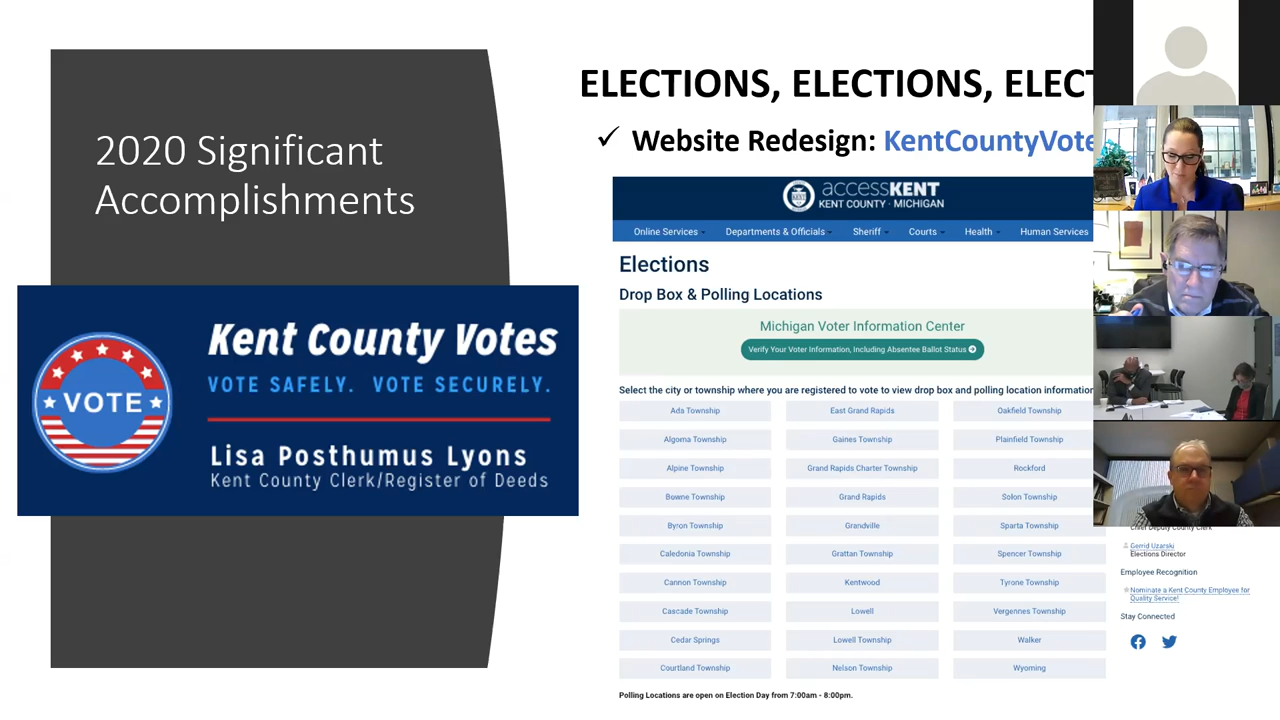 2020 Significant
Accomplishments
VOTE
Kent County Votes
VOTE SAFELY. VOTE SECURELY.
Lisa Posthumus Lyons
Kent County Clerk/Register of Deeds
ELECTIONS, ELECTIONS, ELECT
✓ Website Redesign: KentCountyVote
accessKENT
KENT COUNTY · MICHIGAN
Online Services Departments & Officials Sheriff Courts Health Human Services
Elections
Drop Box & Polling Locations
Michigan Voter Information Center
Verify Your Voter Information, Including Absentee Ballot Status
Select the city or township where you are registered to vote to view drop box and polling location information
Ada Township East Grand Rapids Oakfield Township
Algoma Township Gaines Township Plainfield Township
Alpine Township Grand Rapids Charter Township Rockford
Bowne Township Grand Rapids Solon Township
Byron Township Grandville Sparta Township
Caledonia Township Grattan Township Spencer Township
Cannon Township Kentwood Tyrone Township
Cascade Township Lowell Vergennes Township
Cedar Springs Lowell Township Walker
Courtland Township Nelson Township Wyoming
Polling Locations are open on Election Day from 7:00am - 8:00pm.
Chief Deputy County Clerk
Gerrid Uzarski
Elections Director
Employee Recognition
Nominate a Kent County Employee for
Quality Service!
Stay Connected